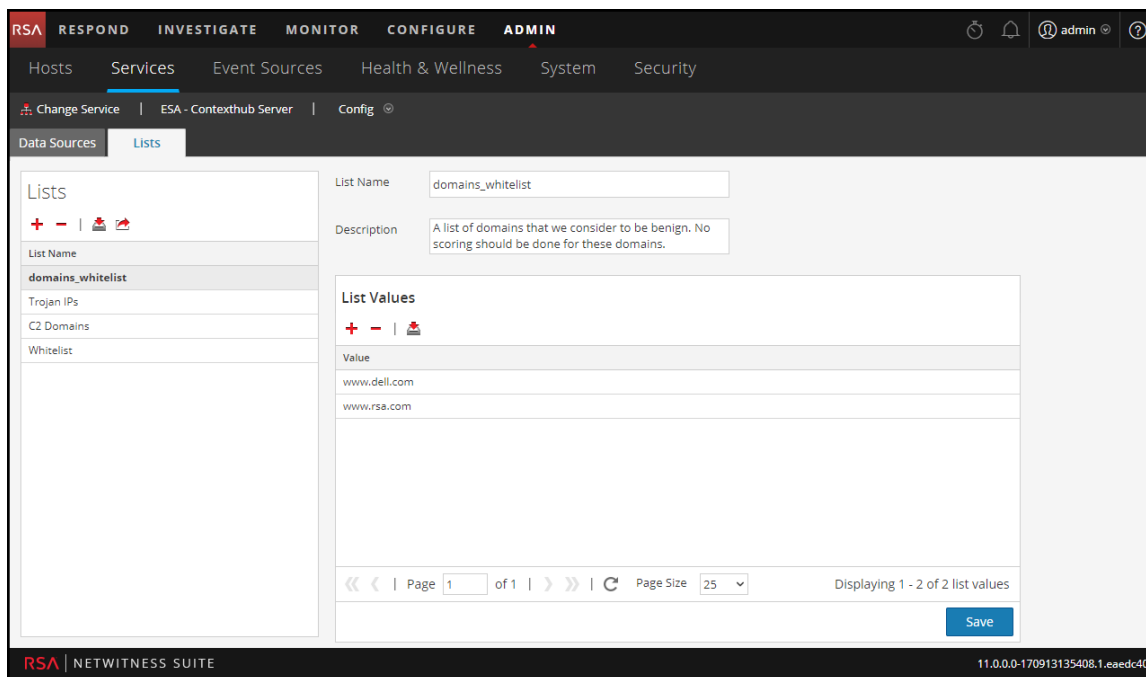 RSA RESPOND INVESTIGATE MONITOR CONFIGURE ADMIN admin ?
Hosts Services Event Sources Health & Wellness System Security
Change Service | ESA - Contexthub Server | Config
Data Sources Lists
Lists
List Name
domains_whitelist
Trojan IPs
C2 Domains
Whitelist
List Name domains_whitelist
Description A list of domains that we consider to be benign. No
scoring should be done for these domains.
List Values
Value
www.dell.com
www.rsa.com
Page 1 of 1 | Page Size 25 Displaying 1 - 2 of 2 list values
Save
RSA | NETWITNESS SUITE 11.0.0.0-170913135408.1.eaedc40